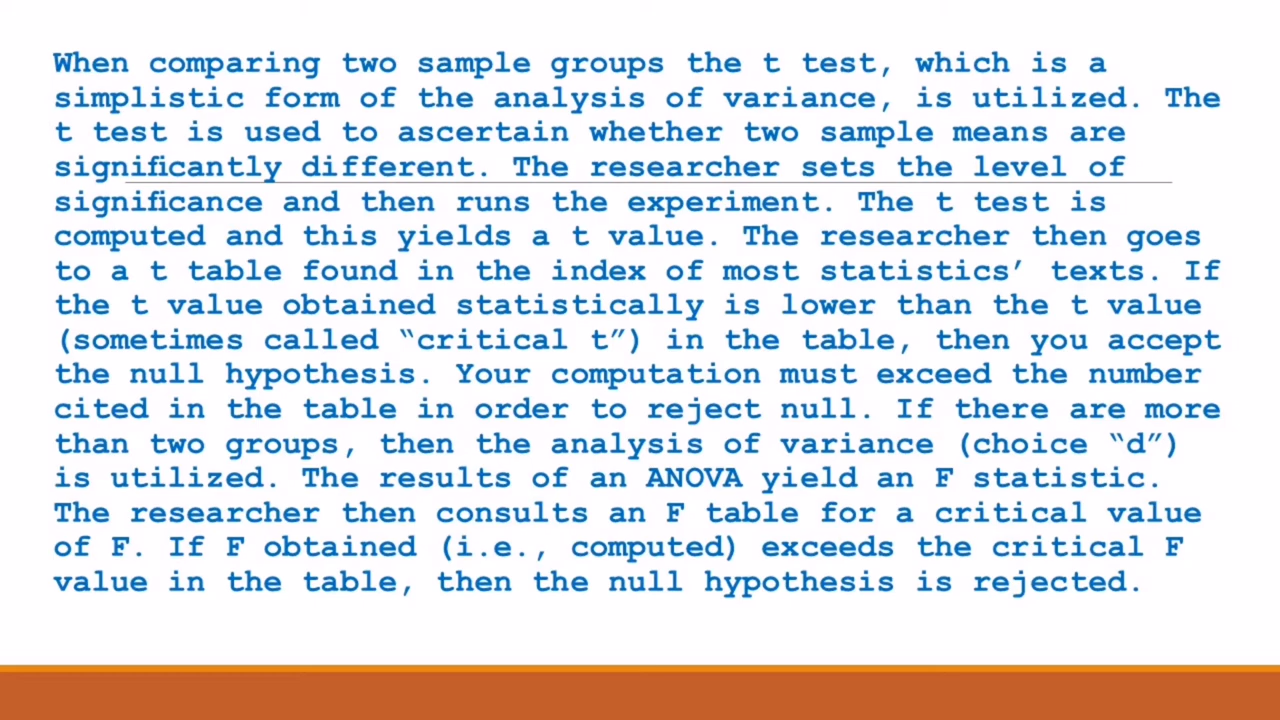 When comparing two sample groups the t test, which is a
simplistic form of the analysis of variance, is utilized. The
t test is used to ascertain whether two sample means are
significantly different. The researcher sets the level of
significance and then runs the experiment. The t test is
computed and this yields a t value. The researcher then goes
to a t table found in the index of most statistics’ texts. If
the t value obtained statistically is lower than the t value
(sometimes called “critical t”) in the table, then you accept
the null hypothesis. Your computation must exceed the number
cited in the table in order to reject null. If there are more
than two groups, then the analysis of variance (choice “d”)
is utilized. The results of an ANOVA yield an F statistic.
The researcher then consults an F table for a critical value
of F. If F obtained (i.e., computed) exceeds the critical F
value in the table, then the null hypothesis is rejected.